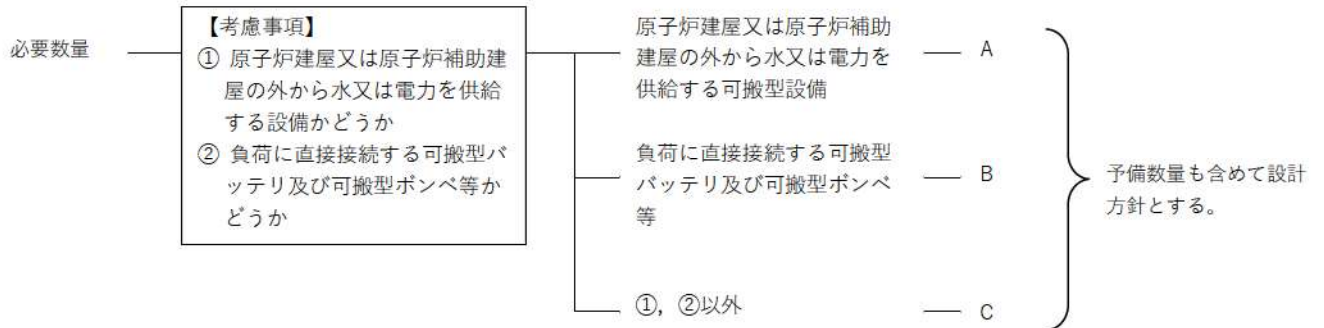 必要数量
【考慮事項】
① 原子炉建屋又は原子炉補助建
屋の外から水又は電力を供給
する設備かどうか
② 負荷に直接接続する可搬型バ
ッテリ及び可搬型ボンベ等か
どうか
原子炉建屋又は原子炉補助
建屋の外から水又は電力を
供給する可搬型設備
A
負荷に直接接続する可搬型
バッテリ及び可搬型ボンベ
等
B
①，②以外
C
予備数量も含めて設計
方針とする。